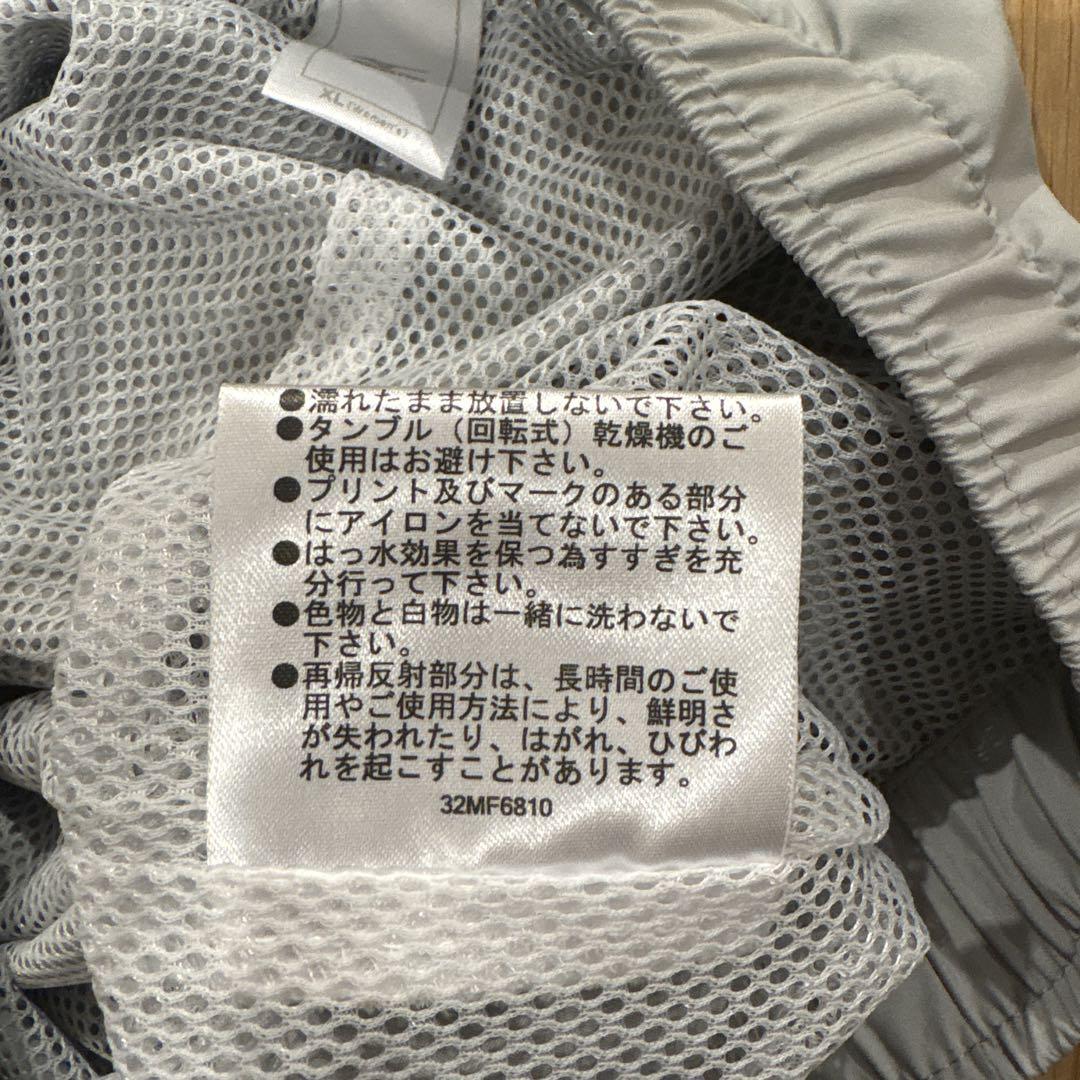 XL (Women's)
●濡れたまま放置しないで下さい。
●タンブル（回転式）乾燥機のご
使用はお避け下さい。
●プリント及びマークのある部分
にアイロンを当てないで下さい。
●はっ水効果を保つ為すすぎを充
分行って下さい。
●色物と白物は一緒に洗わないで
下さい。
●再帰反射部分は、長時間のご使
用やご使用方法により、鮮明さ
が失われたり、はがれ、ひびわ
れを起こすことがあります。
32MF6810